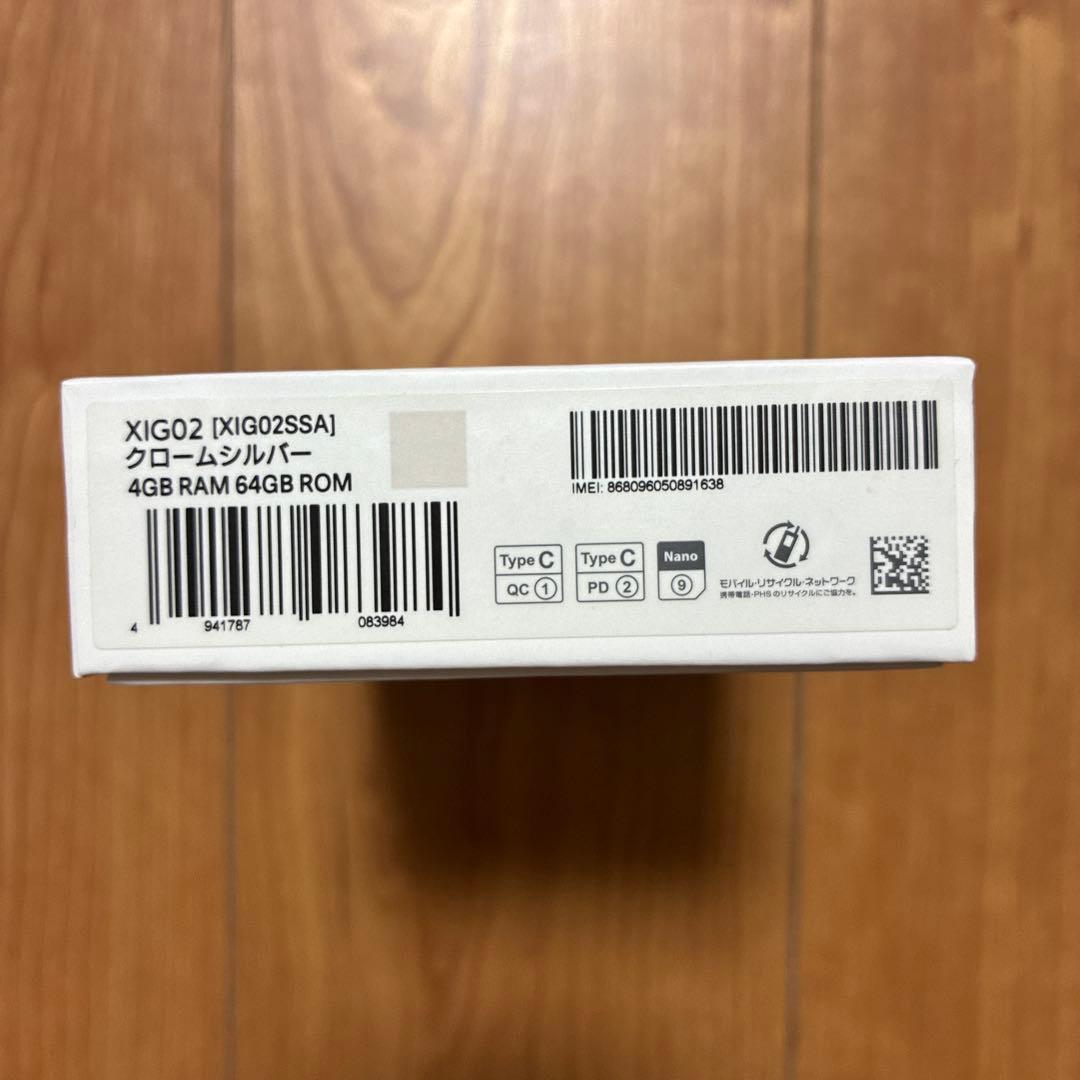 XIG02 [XIG02SSA]
クロームシルバー
4GB RAM 64GB ROM
4 941787 083984
IMEI: 868096050891638
Type C
QC 1
Type C
PD 2
Nano
9
モバイル・リサイクル・ネットワーク
携帯電話・PHSのリサイクルにご協力を。